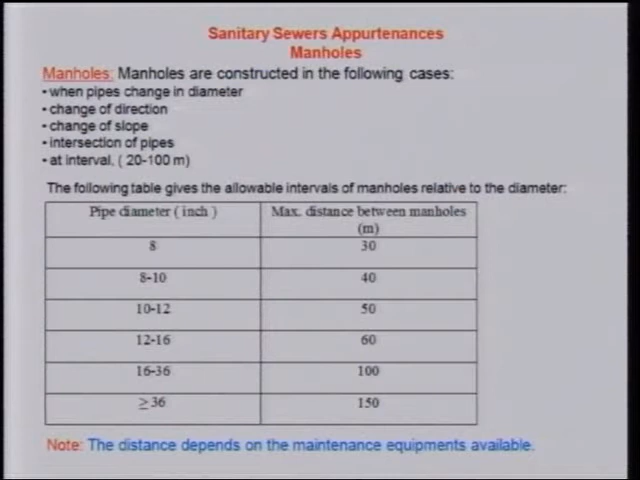 Sanitary Sewers Appurtenances
Manholes
Manholes: Manholes are constructed in the following cases:
• when pipes change in diameter
• change of direction
• change of slope
• intersection of pipes
• at interval. ( 20-100 m)
The following table gives the allowable intervals of manholes relative to the diameter:
Pipe diameter ( inch ) Max. distance between manholes (m)
8 30
8-10 40
10-12 50
12-16 60
16-36 100
≥ 36 150
Note: The distance depends on the maintenance equipments available.